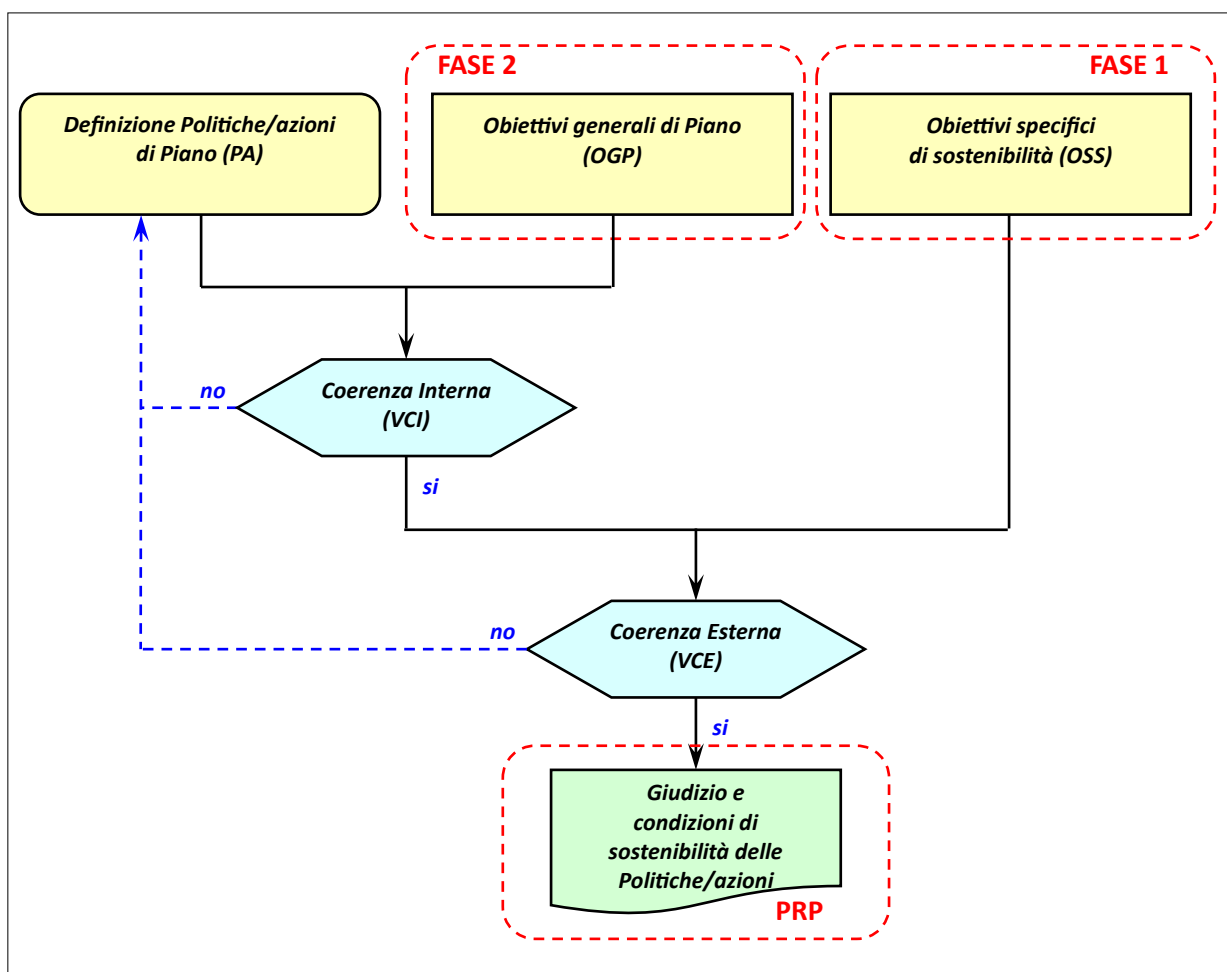 FASE 2
FASE 1
Definizione Politiche/azioni
di Piano (PA)
Obiettivi generali di Piano
(OGP)
Obiettivi specifici
di sostenibilità (OSS)
no
Coerenza Interna
(VCI)
si
no
Coerenza Esterna
(VCE)
si
Giudizio e
condizioni di
sostenibilità delle
Politiche/azioni
PRP